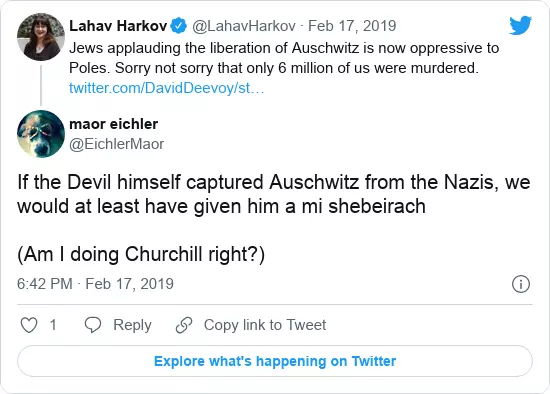 Lahav Harkov @LahavHarkov · Feb 17, 2019
Jews applauding the liberation of Auschwitz is now oppressive to
Poles. Sorry not sorry that only 6 million of us were murdered.
twitter.com/DavidDeevoy/st…
maor eichler
@EichlerMaor
If the Devil himself captured Auschwitz from the Nazis, we
would at least have given him a mi shebeirach
(Am I doing Churchill right?)
6:42 PM · Feb 17, 2019
1 Reply Copy link to Tweet
Explore what's happening on Twitter